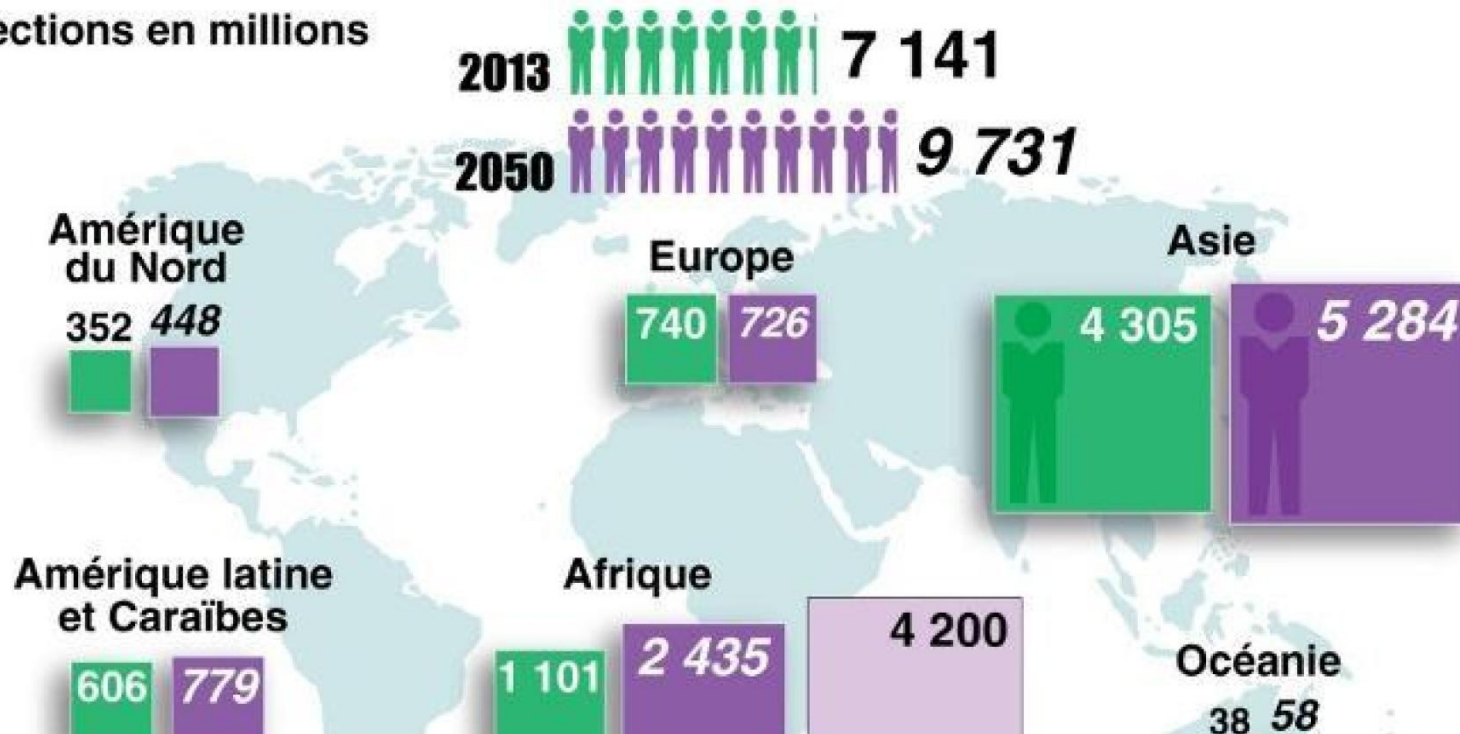 ections en millions
2013 7 141
2050 9 731
Amérique
du Nord
352 448
Europe
740 726
Asie
4 305 5 284
Amérique latine
et Caraïbes
606 779
Afrique
1 101 2 435 4 200
Océanie
38 58